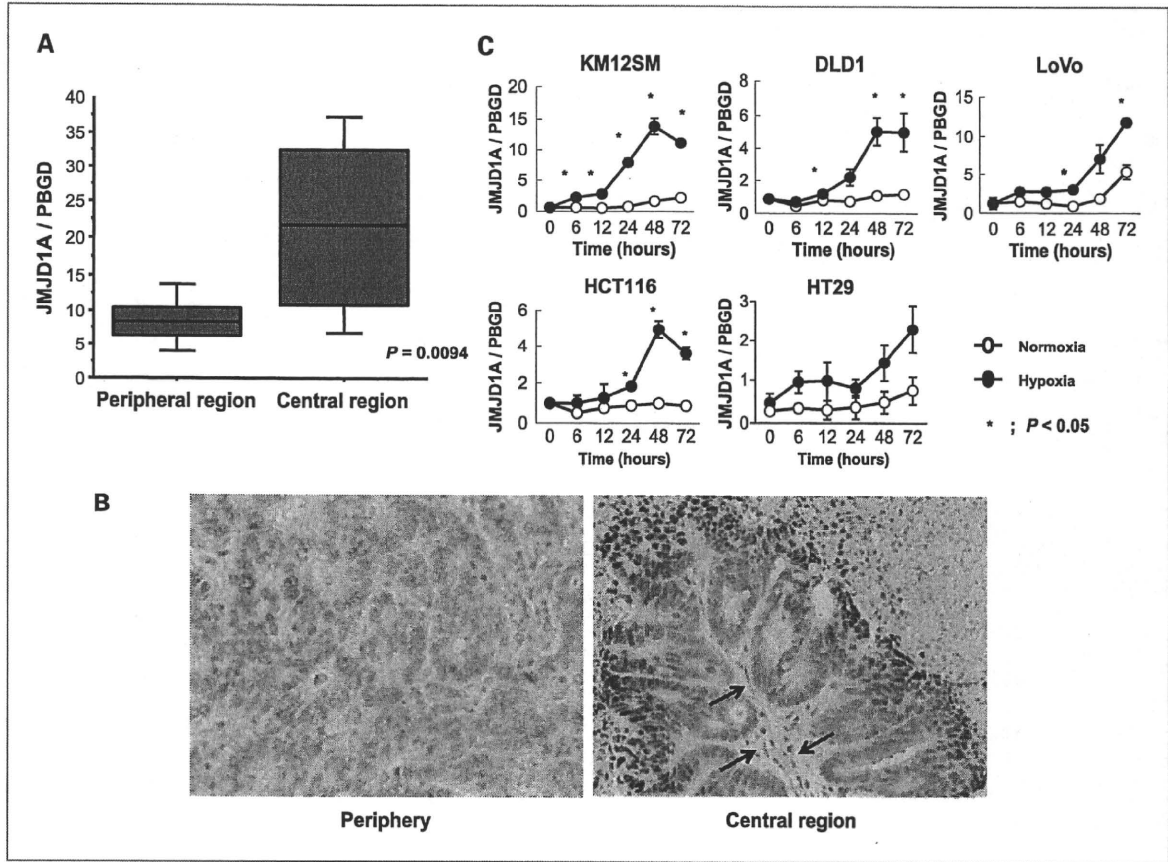 A
JMJD1A / PBGD
40
35
30
25
20
15
10
5
0
P = 0.0094
Peripheral region Central region
C
KM12SM
JMJD1A / PBGD
20
15
10
5
0
* * * * *
0 6 12 24 48 72
Time (hours)
DLD1
JMJD1A / PBGD
8
6
4
2
0
* * *
0 6 12 24 48 72
Time (hours)
LoVo
JMJD1A / PBGD
15
10
5
0
* *
0 6 12 24 48 72
Time (hours)
HCT116
JMJD1A / PBGD
6
4
2
0
* * *
0 6 12 24 48 72
Time (hours)
HT29
JMJD1A / PBGD
3
2
1
0
0 6 12 24 48 72
Time (hours)
Normoxia
Hypoxia
* ; P < 0.05
B
Periphery
Central region